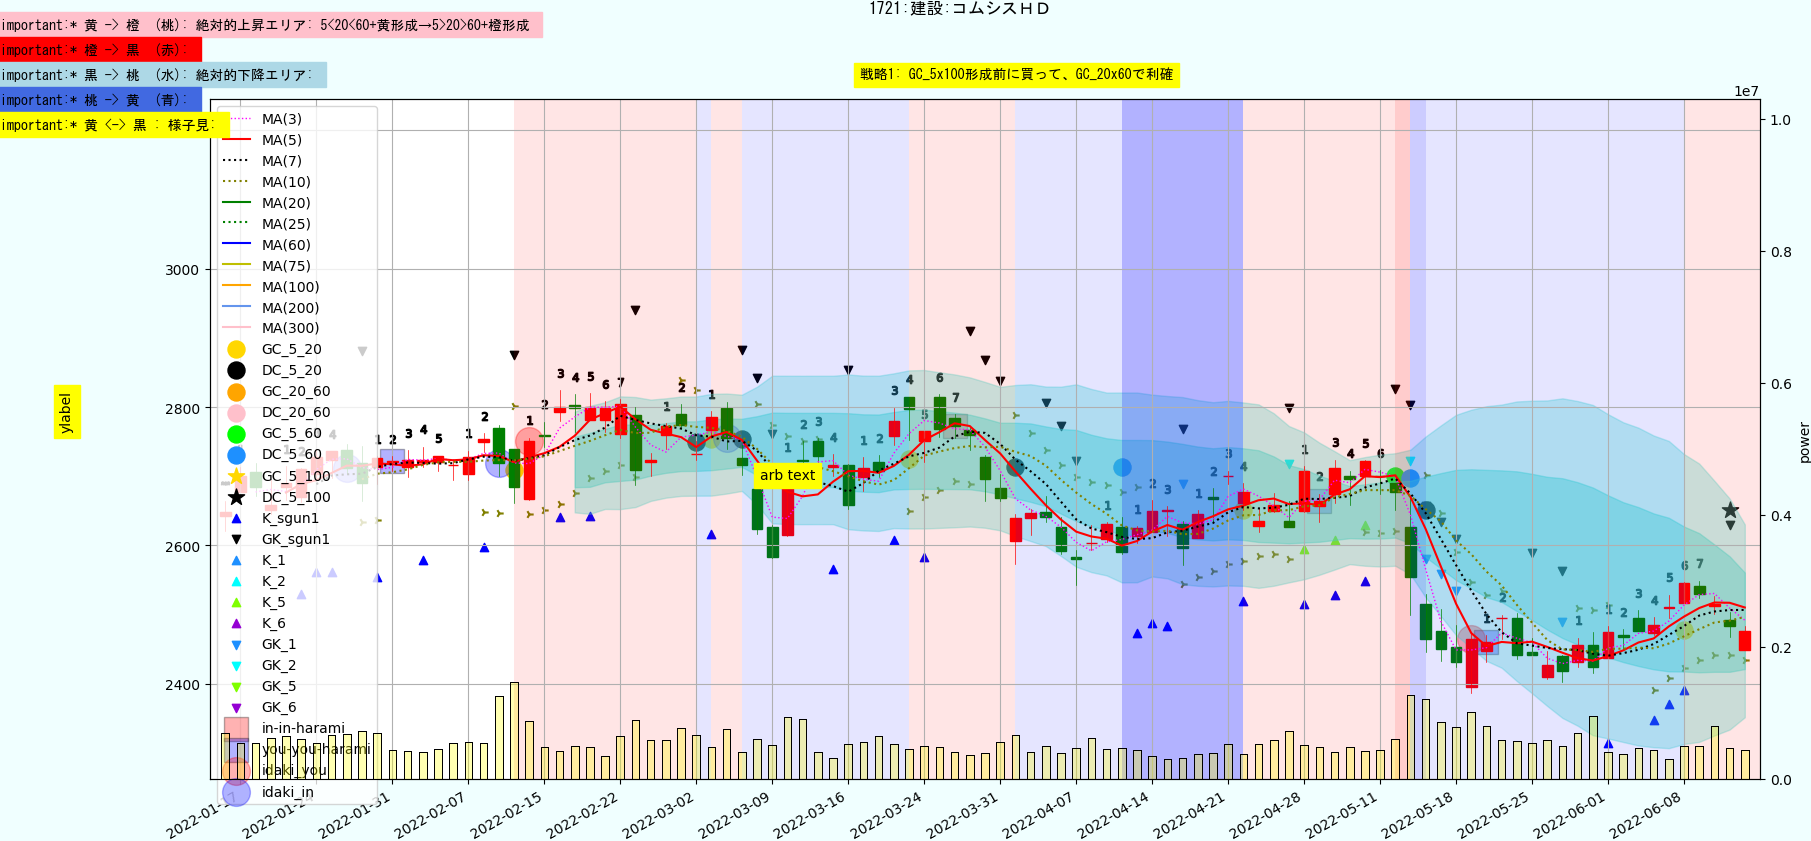 1721:建設:コムシスＨＤ
important:* 黄 -> 橙 （桃）: 絶対的上昇エリア: 5<20<60+黄形成→5>20>60+橙形成
important:* 橙 -> 黒 （赤）:
important:* 黒 -> 桃 （水）: 絶対的下降エリア:
戦略1: GC_5x100形成前に買って、GC_20x60で利確
important:* 桃 -> 黄 （青）:
important:* 黄 <-> 黒 : 様子見:
1e7
MA(3)
MA(5)
MA(7)
MA(10)
MA(20)
MA(25)
MA(60)
MA(75)
MA(100)
MA(200)
MA(300)
GC_5_20
DC_5_20
GC_20_60
DC_20_60
GC_5_60
DC_5_60
GC_5_100
DC_5_100
K_sgun1
GK_sgun1
K_1
K_2
K_5
K_6
GK_1
GK_2
GK_5
GK_6
in-in-harami
you-you-harami
idaki_you
idaki_in
arb text
ylabel
3000
2800
2600
2400
power
1.0
0.8
0.6
0.4
0.2
0.0
2022-01-24
2022-01-31
2022-02-07
2022-02-15
2022-02-22
2022-03-02
2022-03-09
2022-03-16
2022-03-24
2022-03-31
2022-04-07
2022-04-14
2022-04-21
2022-04-28
2022-05-11
2022-05-18
2022-05-25
2022-06-01
2022-06-08